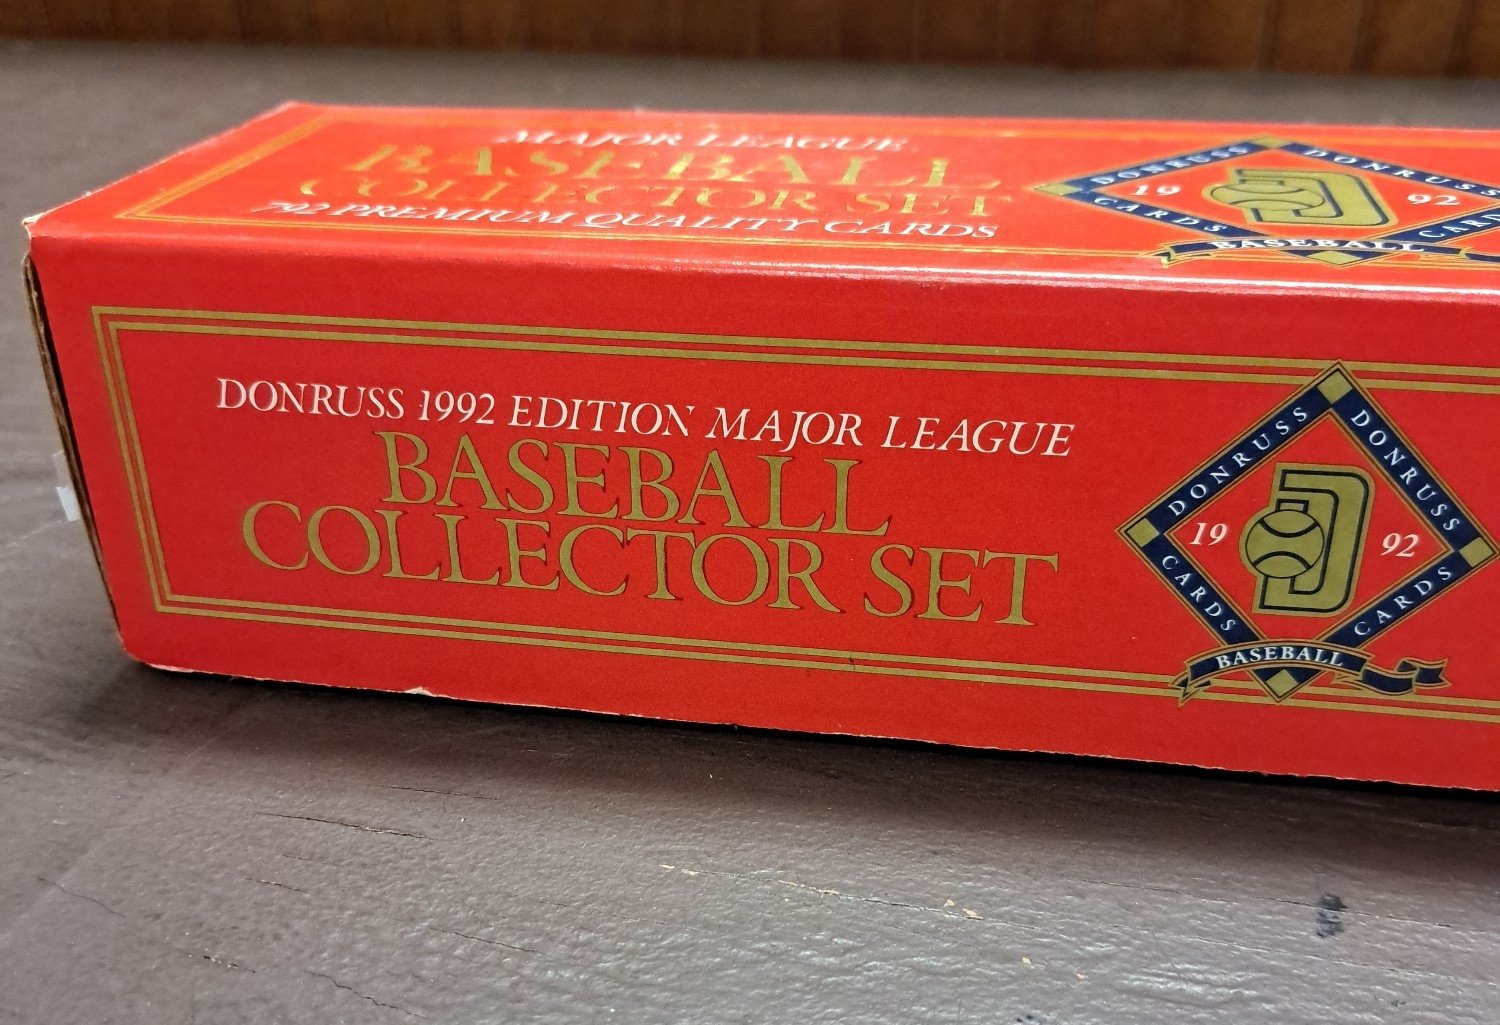 MAJOR LEAGUE
BASEBALL
COLLECTOR SET
792 PREMIUM QUALITY CARDS
DONRUSS DONRUSS
19 92
CARDS CARD
BASEBALL
DONRUSS 1992 EDITION MAJOR LEAGUE
BASEBALL
COLLECTOR SET
DONRUSS DONRUSS
19 92
CARDS CARDS
BASEBALL